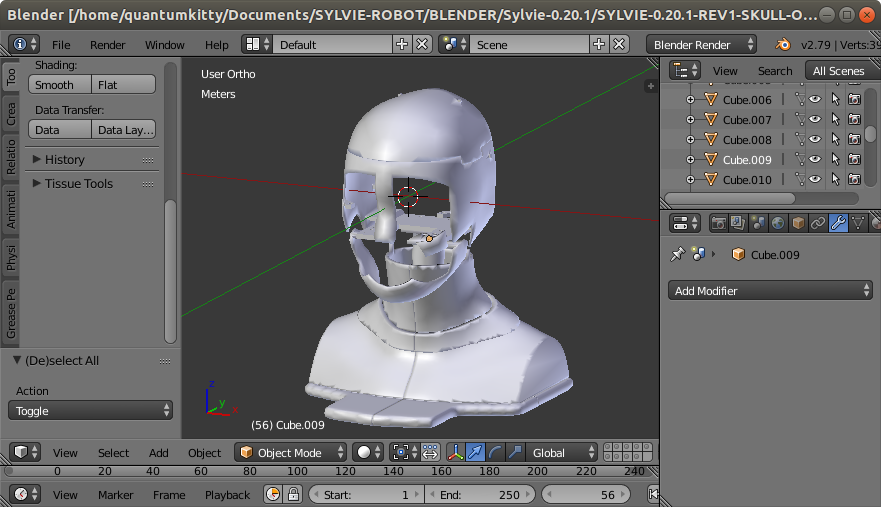 Blender [/home/quantumkitty/Documents/SYLVIE-ROBOT/BLENDER/Sylvie-0.20.1/SYLVIE-0.20.1-REV1-SKULL-O...
File Render Window Help Default Scene Blender Render v2.79 | Verts:39
Too
Crea
Relatio
Animati
Physi
Grease Pe
Shading:
Smooth Flat
Data Transfer:
Data Data Lay...
History
Tissue Tools
(De)select All
Action
Toggle
User Ortho
Meters
z
y
x
(56) Cube.009
View Select Add Object Object Mode Global
0 20 40 60 80 100 120 140 160 180 200 220 240
View Marker Frame Playback Start: 1 End: 250 56
View Search All Scenes
Cube.006
Cube.007
Cube.008
Cube.009
Cube.010
Cube.009
Add Modifier